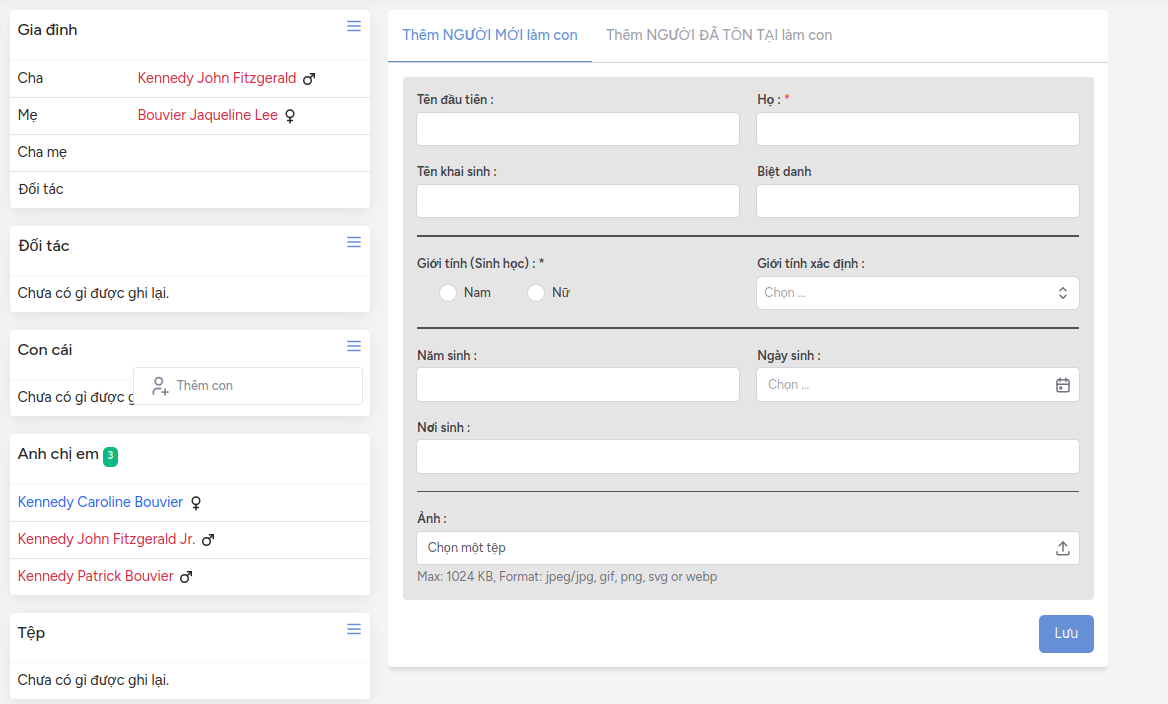 Gia đình
Cha Kennedy John Fitzgerald
Mẹ Bouvier Jaqueline Lee
Cha mẹ
Đối tác
Đối tác
Chưa có gì được ghi lại.
Con cái
Thêm con
Chưa có gì được g
Anh chị em 3
Kennedy Caroline Bouvier
Kennedy John Fitzgerald Jr.
Kennedy Patrick Bouvier
Tệp
Chưa có gì được ghi lại.
Thêm NGƯỜI MỚI làm con Thêm NGƯỜI ĐÃ TỒN TẠI làm con
Tên đầu tiên : Họ : *
Tên khai sinh : Biệt danh
Giới tính (Sinh học) : * Giới tính xác định :
Nam Nữ Chọn ...
Năm sinh : Ngày sinh :
Chọn ...
Nơi sinh :
Ảnh :
Chọn một tệp
Max: 1024 KB, Format: jpeg/jpg, gif, png, svg or webp
Lưu